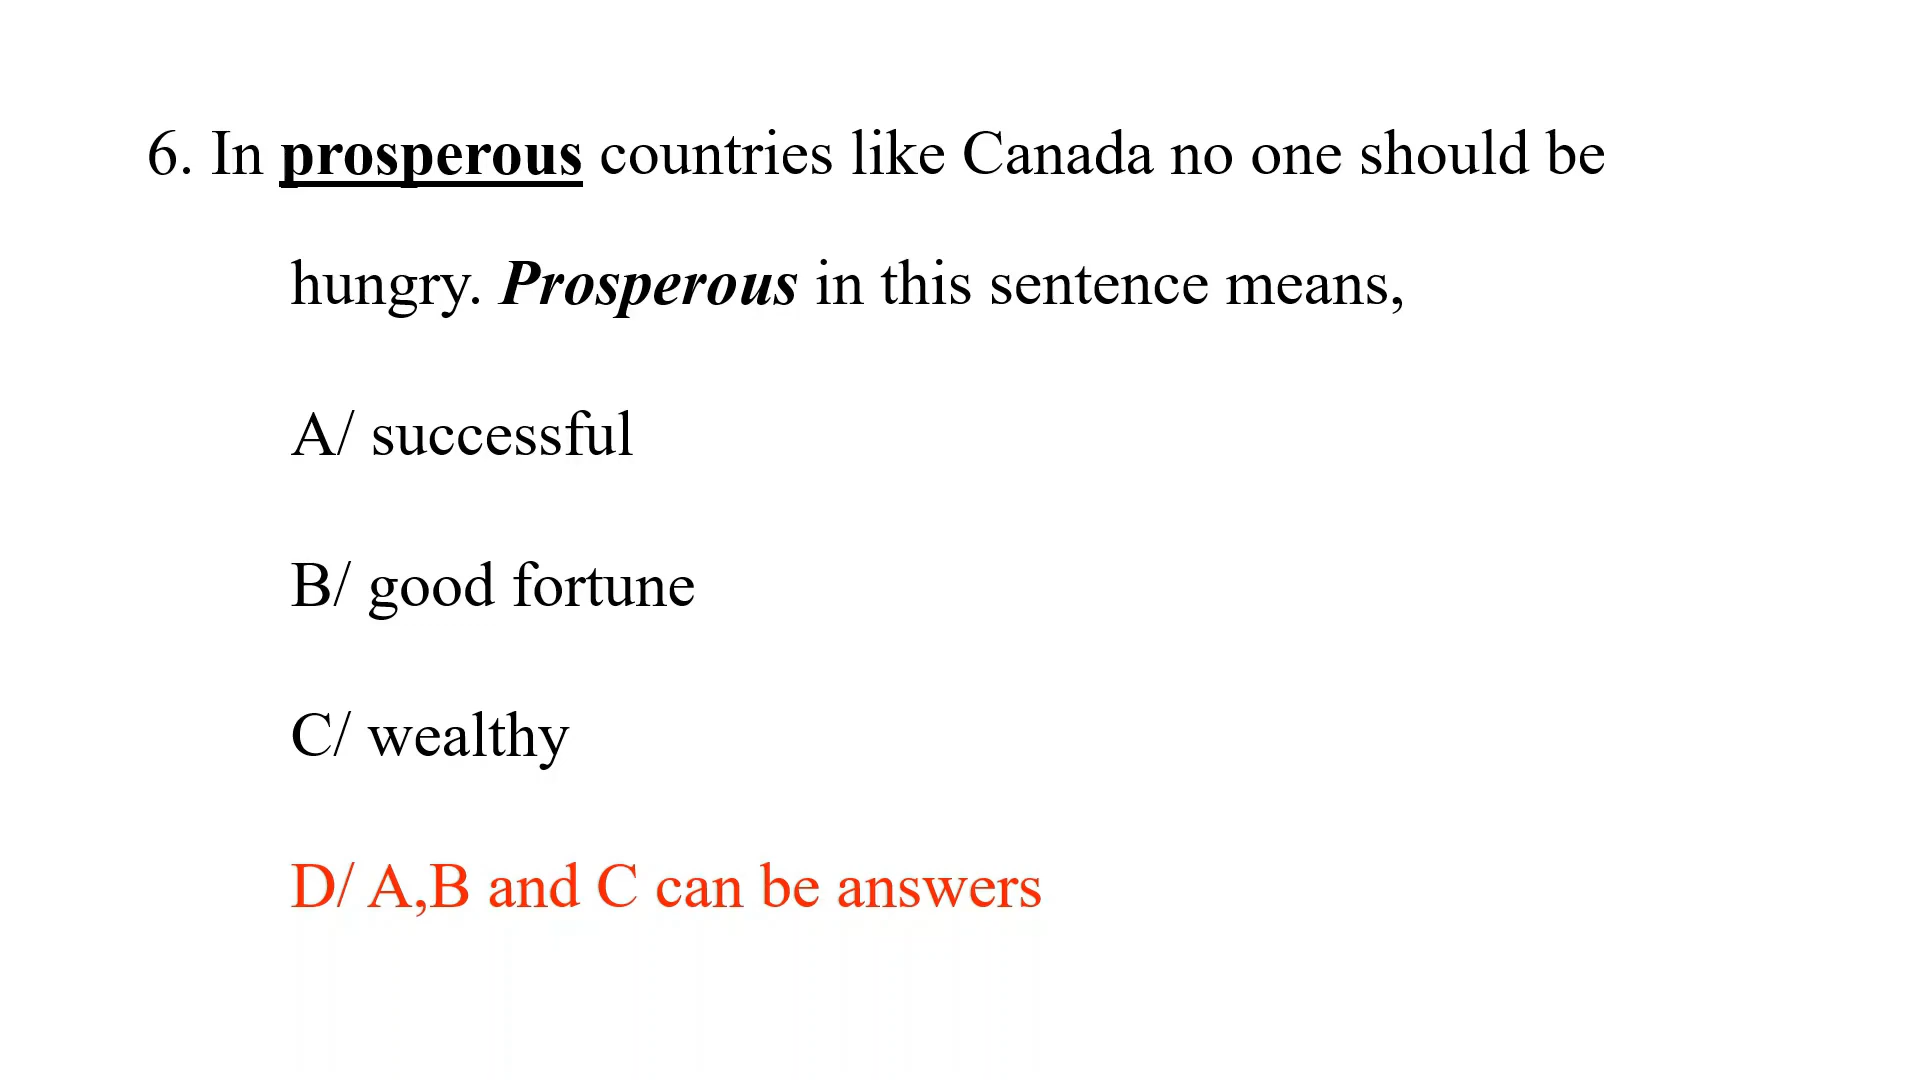 6. In prosperous countries like Canada no one should be
hungry. Prosperous in this sentence means,
A/ successful
B/ good fortune
C/ wealthy
D/ A,B and C can be answers